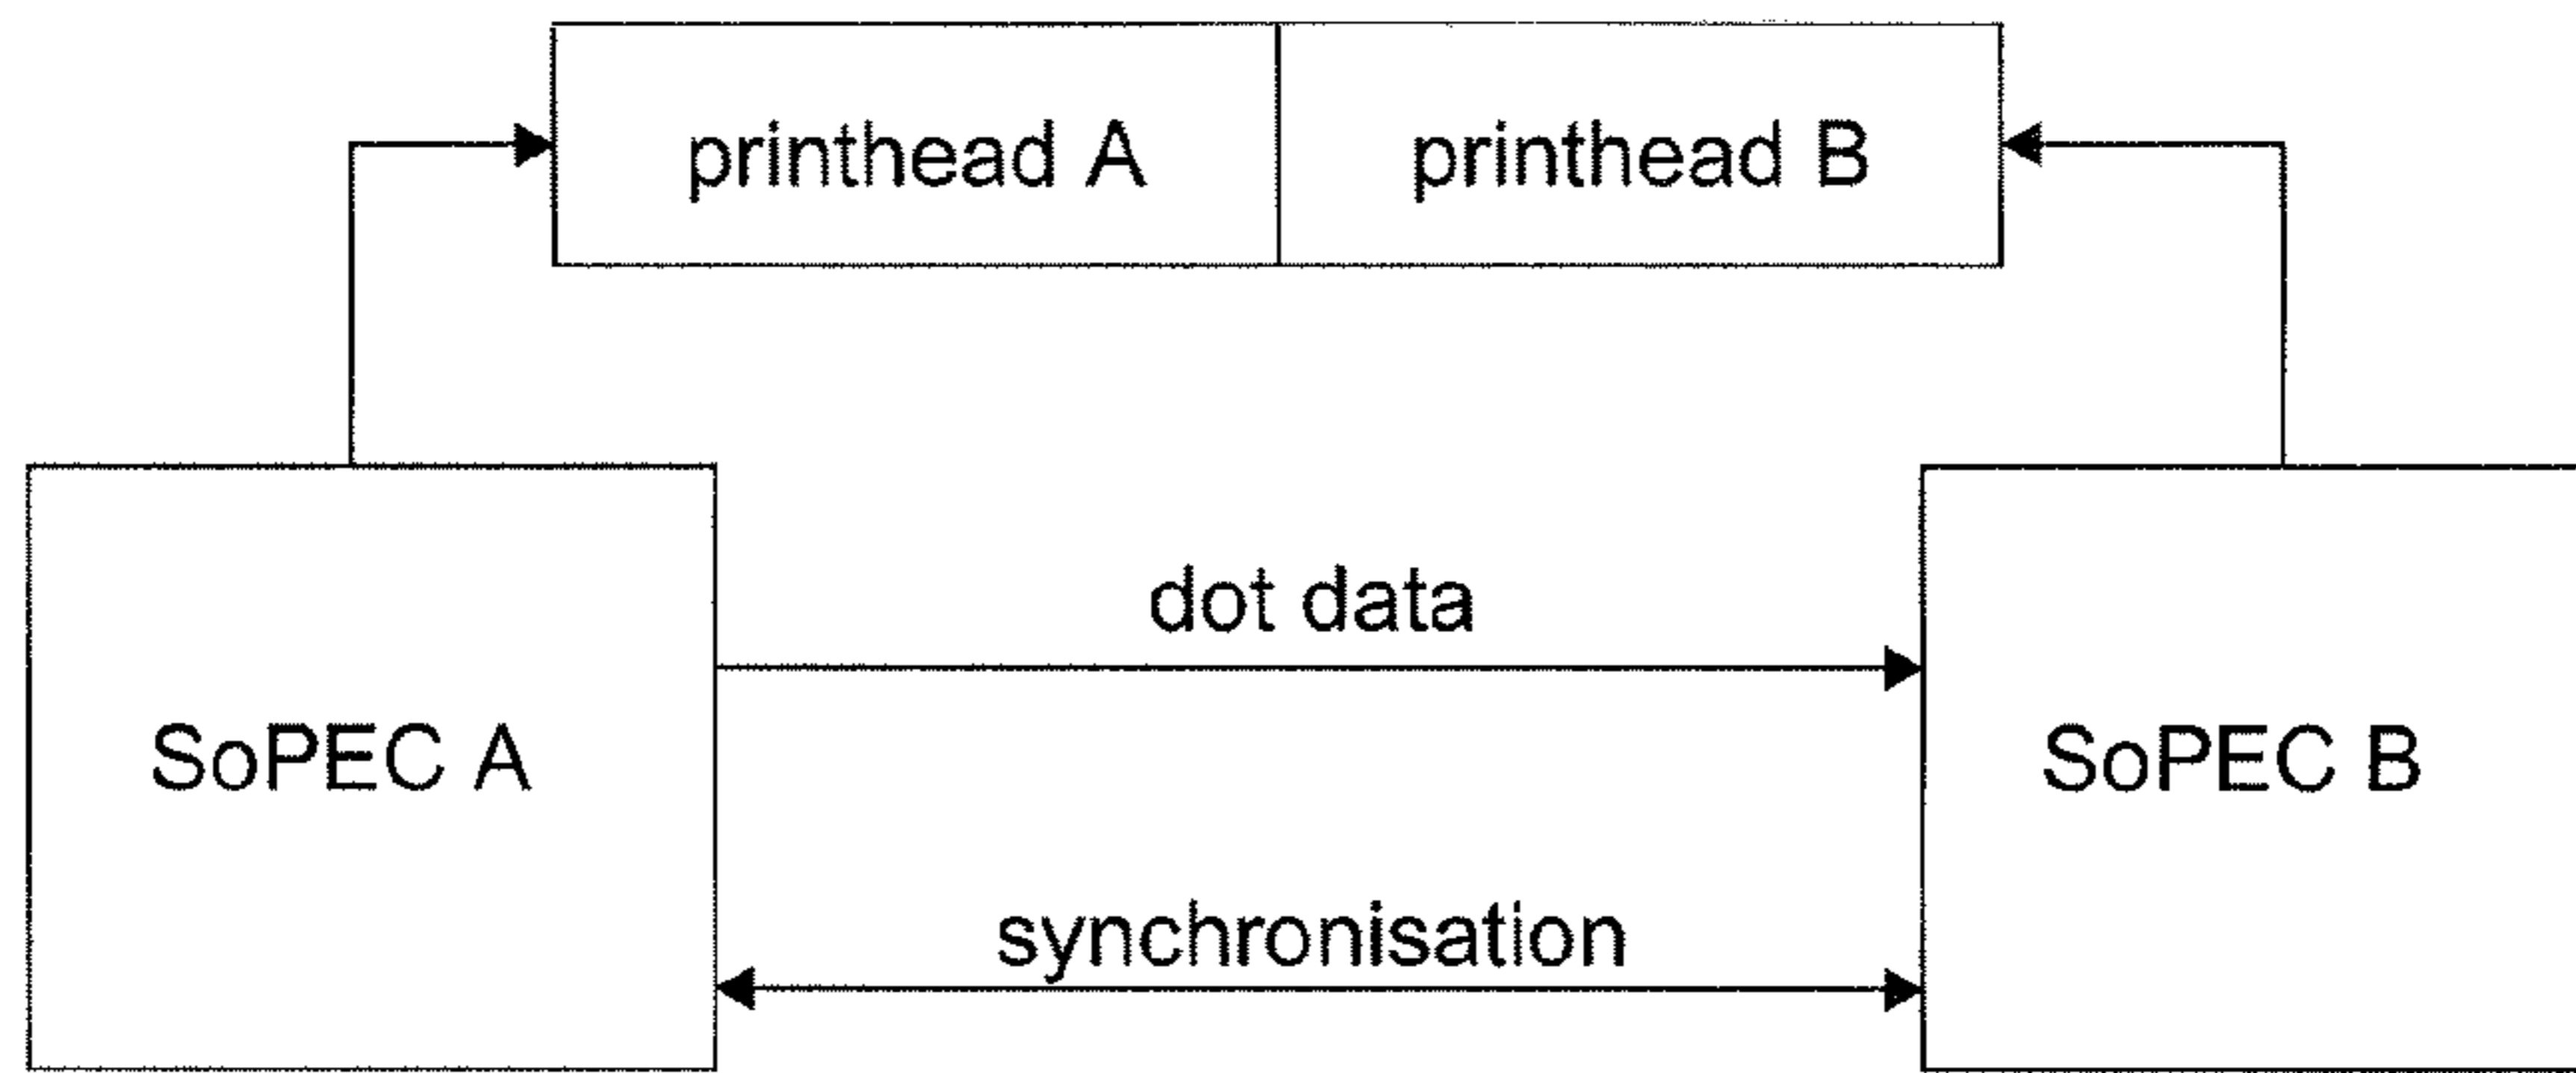 printhead A
printhead B
dot data
SoPEC A
SoPEC B
synchronisation